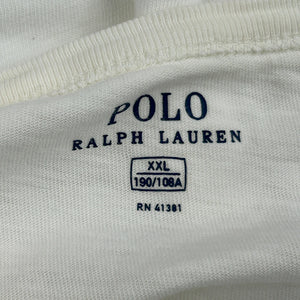 POLO
RALPH LAUREN
XXL
190/108A
RN 41381